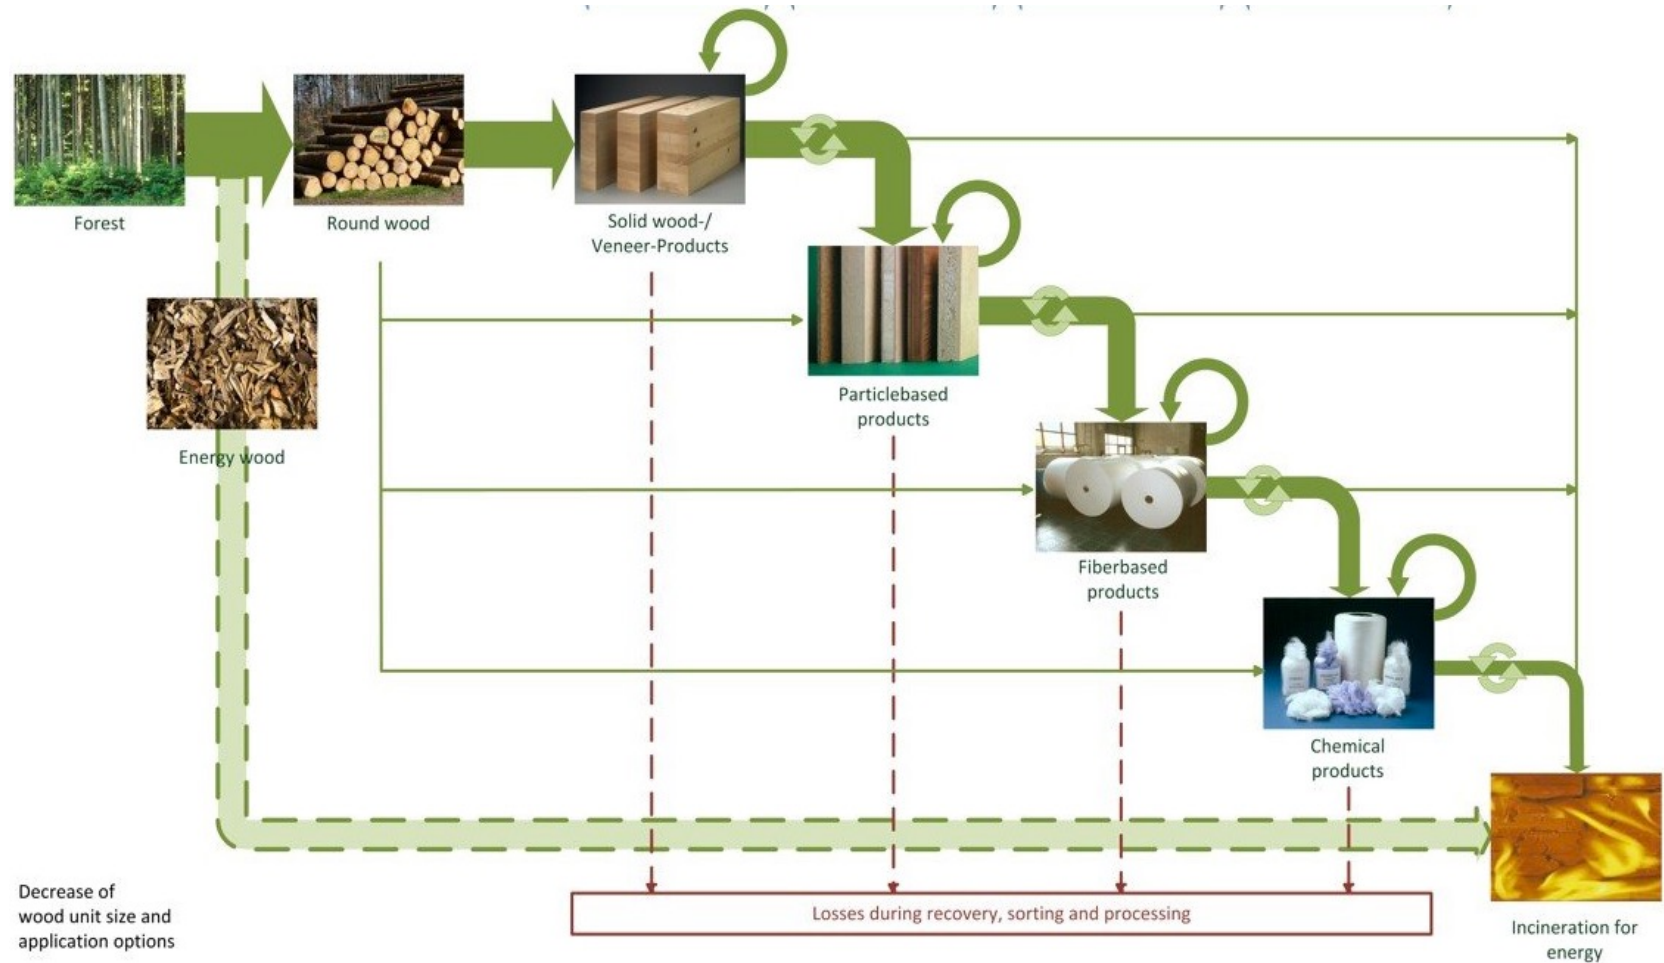 Forest
Round wood
Solid wood-/
Veneer-Products
Particlebased
products
Energy wood
Fiberbased
products
Chemical
products
Decrease of
wood unit size and
application options
Losses during recovery, sorting and processing
Incineration for
energy